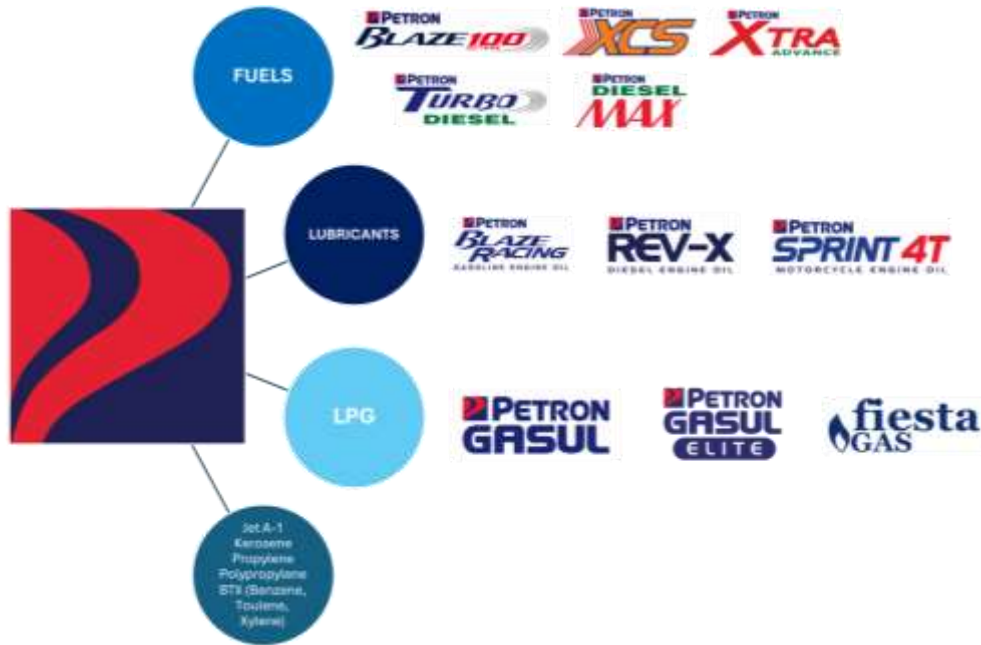 FUELS
PETRON
BLAZE 100
PETRON
XCS
PETRON
XTRA
ADVANCE
PETRON
TURBO
DIESEL
PETRON
DIESEL
MAX
LUBRICANTS
PETRON
BLAZE
RACING
GASOLINE ENGINE OIL
PETRON
REV-X
DIESEL ENGINE OIL
PETRON
SPRINT 4T
MOTORCYCLE ENGINE OIL
LPG
PETRON
GASUL
PETRON
GASUL
ELITE
fiesta
GAS
Jet A-1
Kerosene
Propylene
Polypropylene
(Benzene,
Toulene,
Xylene)